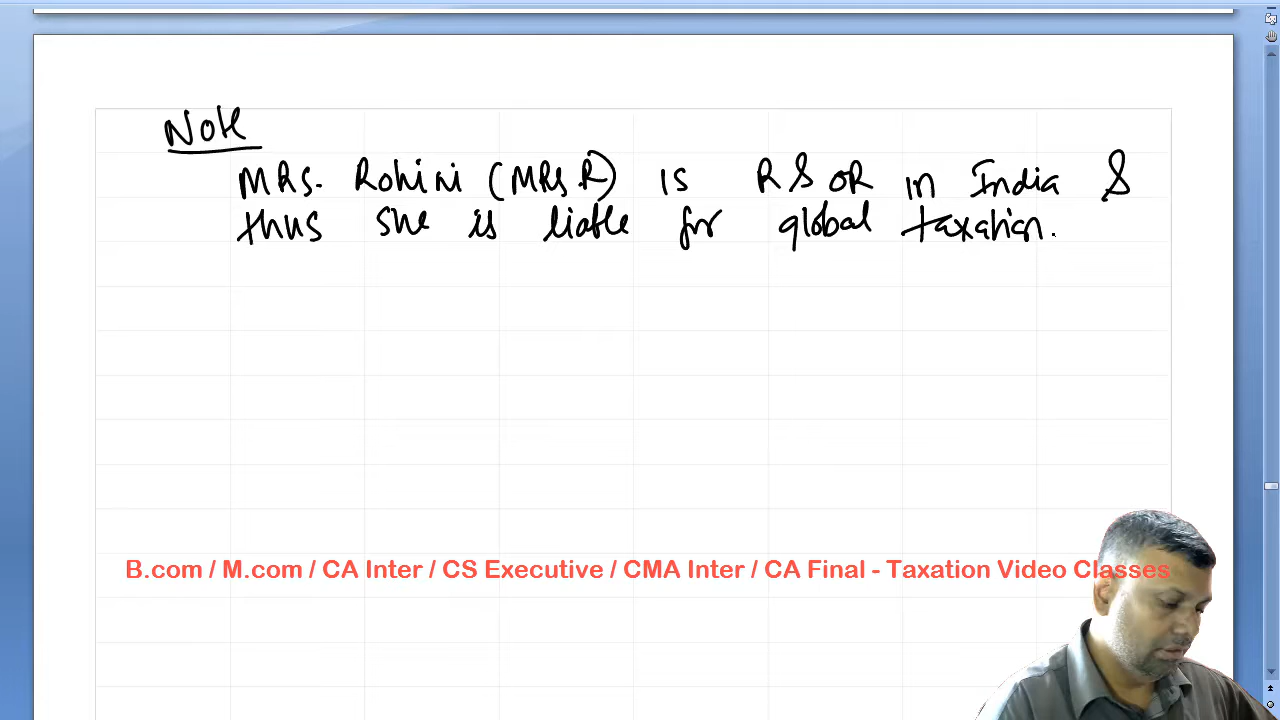 Note
MRs. Rohini (MRs R) is R & OR in India &
thus she is liable for global taxation.
B.com / M.com / CA Inter / CS Executive / CMA Inter / CA Final - Taxation Video Classes